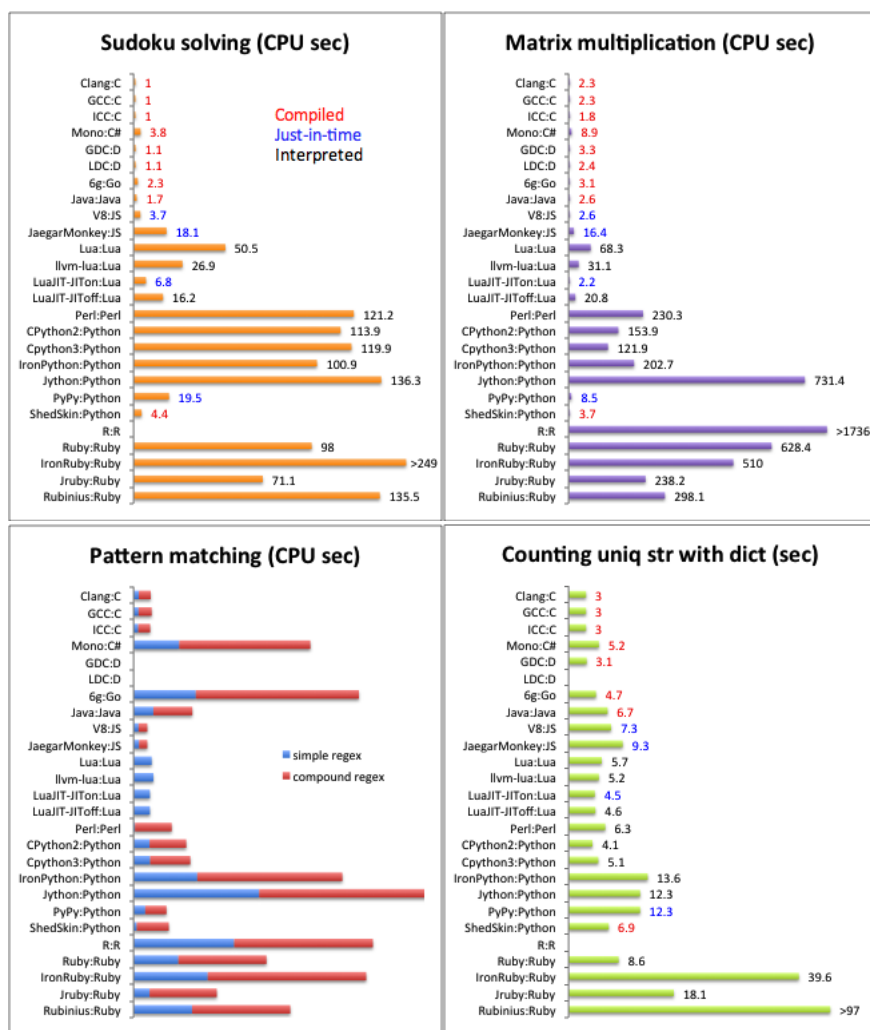 Sudoku solving (CPU sec)
Clang:C 1
GCC:C 1
ICC:C 1
Compiled
Mono:C# 3.8
Just-in-time
GDC:D 1.1
Interpreted
LDC:D 1.1
6g:Go 2.3
Java:Java 1.7
V8:JS 3.7
JaegarMonkey:JS 18.1
Lua:Lua 50.5
llvm-lua:Lua 26.9
LuaJIT-JITon:Lua 6.8
LuaJIT-JIToff:Lua 16.2
Perl:Perl 121.2
CPython2:Python 113.9
Cpython3:Python 119.9
IronPython:Python 100.9
Jython:Python 136.3
PyPy:Python 19.5
ShedSkin:Python 4.4
R:R
Ruby:Ruby 98
IronRuby:Ruby >249
Jruby:Ruby 71.1
Rubinius:Ruby 135.5
Matrix multiplication (CPU sec)
Clang:C 2.3
GCC:C 2.3
ICC:C 1.8
Mono:C# 8.9
GDC:D 3.3
LDC:D 2.4
6g:Go 3.1
Java:Java 2.6
V8:JS 2.6
JaegarMonkey:JS 16.4
Lua:Lua 68.3
llvm-lua:Lua 31.1
LuaJIT-JITon:Lua 2.2
LuaJIT-JIToff:Lua 20.8
Perl:Perl 230.3
CPython2:Python 153.9
Cpython3:Python 121.9
IronPython:Python 202.7
Jython:Python 731.4
PyPy:Python 8.5
ShedSkin:Python 3.7
R:R >1736
Ruby:Ruby 628.4
IronRuby:Ruby 510
Jruby:Ruby 238.2
Rubinius:Ruby 298.1
Pattern matching (CPU sec)
Clang:C
GCC:C
ICC:C
Mono:C#
GDC:D
LDC:D
6g:Go
Java:Java
V8:JS
simple regex
JaegarMonkey:JS
compound regex
Lua:Lua
llvm-lua:Lua
LuaJIT-JITon:Lua
LuaJIT-JIToff:Lua
Perl:Perl
CPython2:Python
Cpython3:Python
IronPython:Python
Jython:Python
PyPy:Python
ShedSkin:Python
R:R
Ruby:Ruby
IronRuby:Ruby
Jruby:Ruby
Rubinius:Ruby
Counting uniq str with dict (sec)
Clang:C 3
GCC:C 3
ICC:C 3
Mono:C# 5.2
GDC:D 3.1
LDC:D
6g:Go 4.7
Java:Java 6.7
V8:JS 7.3
JaegarMonkey:JS 9.3
Lua:Lua 5.7
llvm-lua:Lua 5.2
LuaJIT-JITon:Lua 4.5
LuaJIT-JIToff:Lua 4.6
Perl:Perl 6.3
CPython2:Python 4.1
Cpython3:Python 5.1
IronPython:Python 13.6
Jython:Python 12.3
PyPy:Python 12.3
ShedSkin:Python 6.9
R:R
Ruby:Ruby 8.6
IronRuby:Ruby 39.6
Jruby:Ruby 18.1
Rubinius:Ruby >97